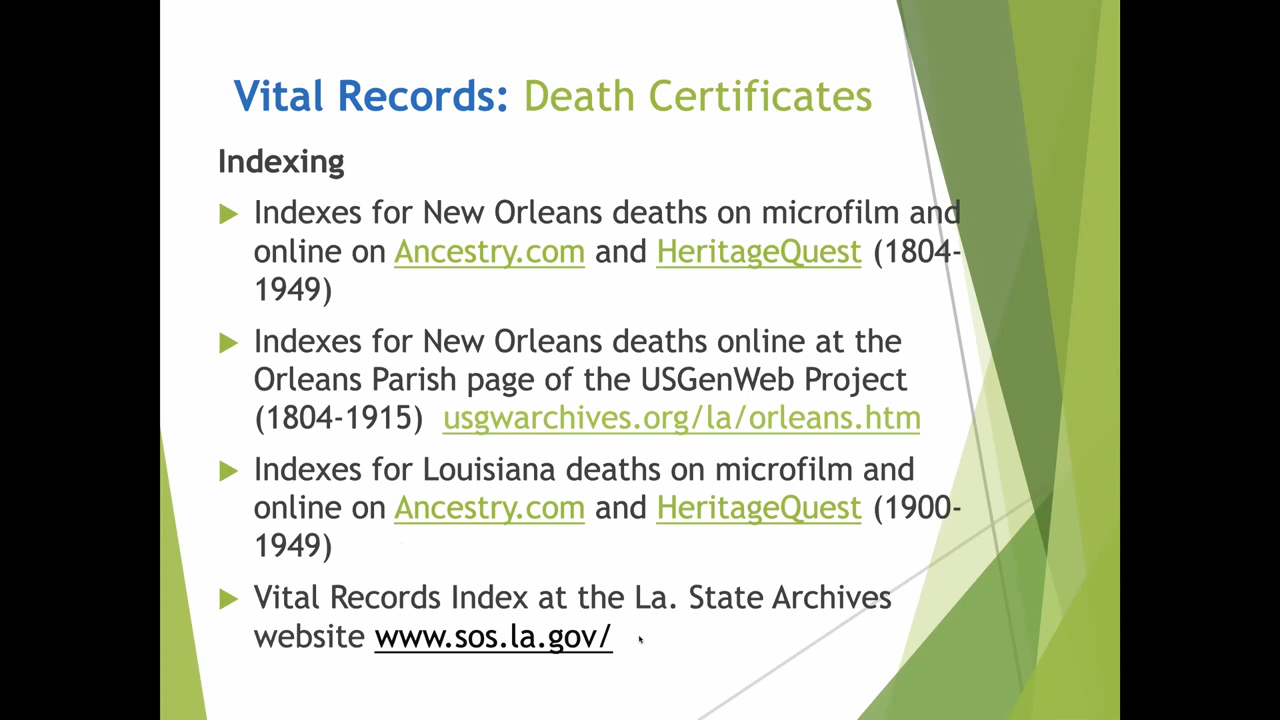 Vital Records: Death Certificates
Indexing
Indexes for New Orleans deaths on microfilm and
online on Ancestry.com and HeritageQuest (1804-
1949)
Indexes for New Orleans deaths online at the
Orleans Parish page of the USGenWeb Project
(1804-1915) usgwarchives.org/la/orleans.htm
Indexes for Louisiana deaths on microfilm and
online on Ancestry.com and HeritageQuest (1900-
1949)
Vital Records Index at the La. State Archives
website www.sos.la.gov/